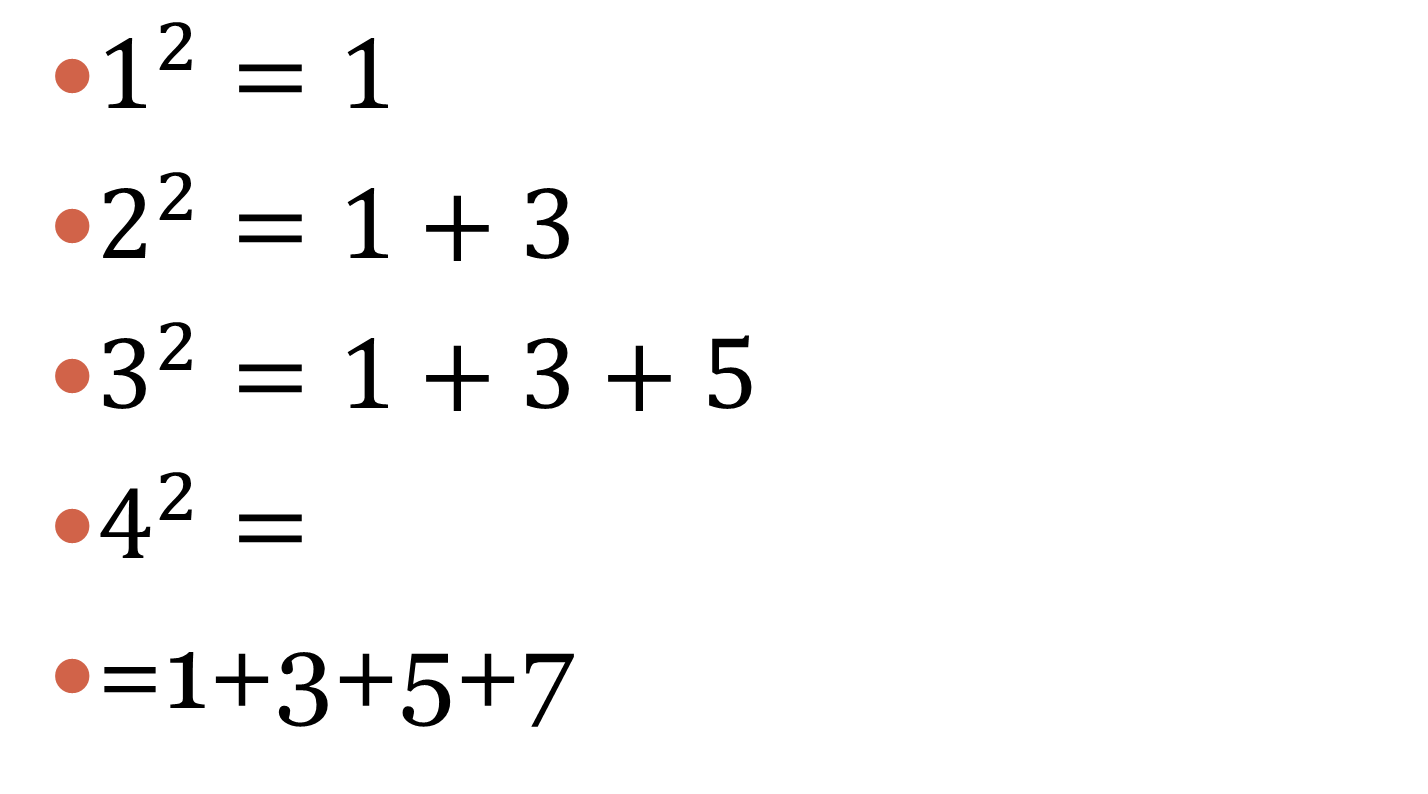 •1² = 1
•2² = 1 + 3
•3² = 1 + 3 + 5
•4² =
•=1+3+5+7